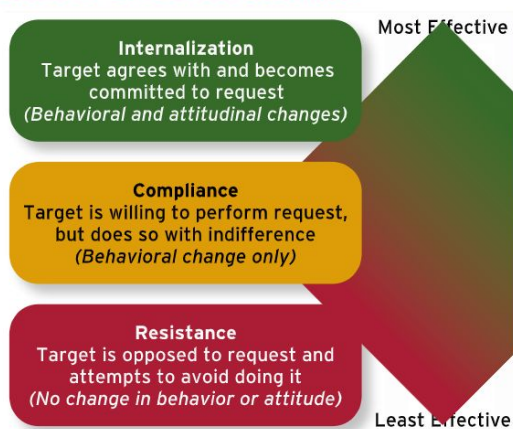 Most Effective
Internalization
Target agrees with and becomes
committed to request
(Behavioral and attitudinal changes)
Compliance
Target is willing to perform request,
but does so with indifference
(Behavioral change only)
Resistance
Target is opposed to request and
attempts to avoid doing it
(No change in behavior or attitude)
Least Effective